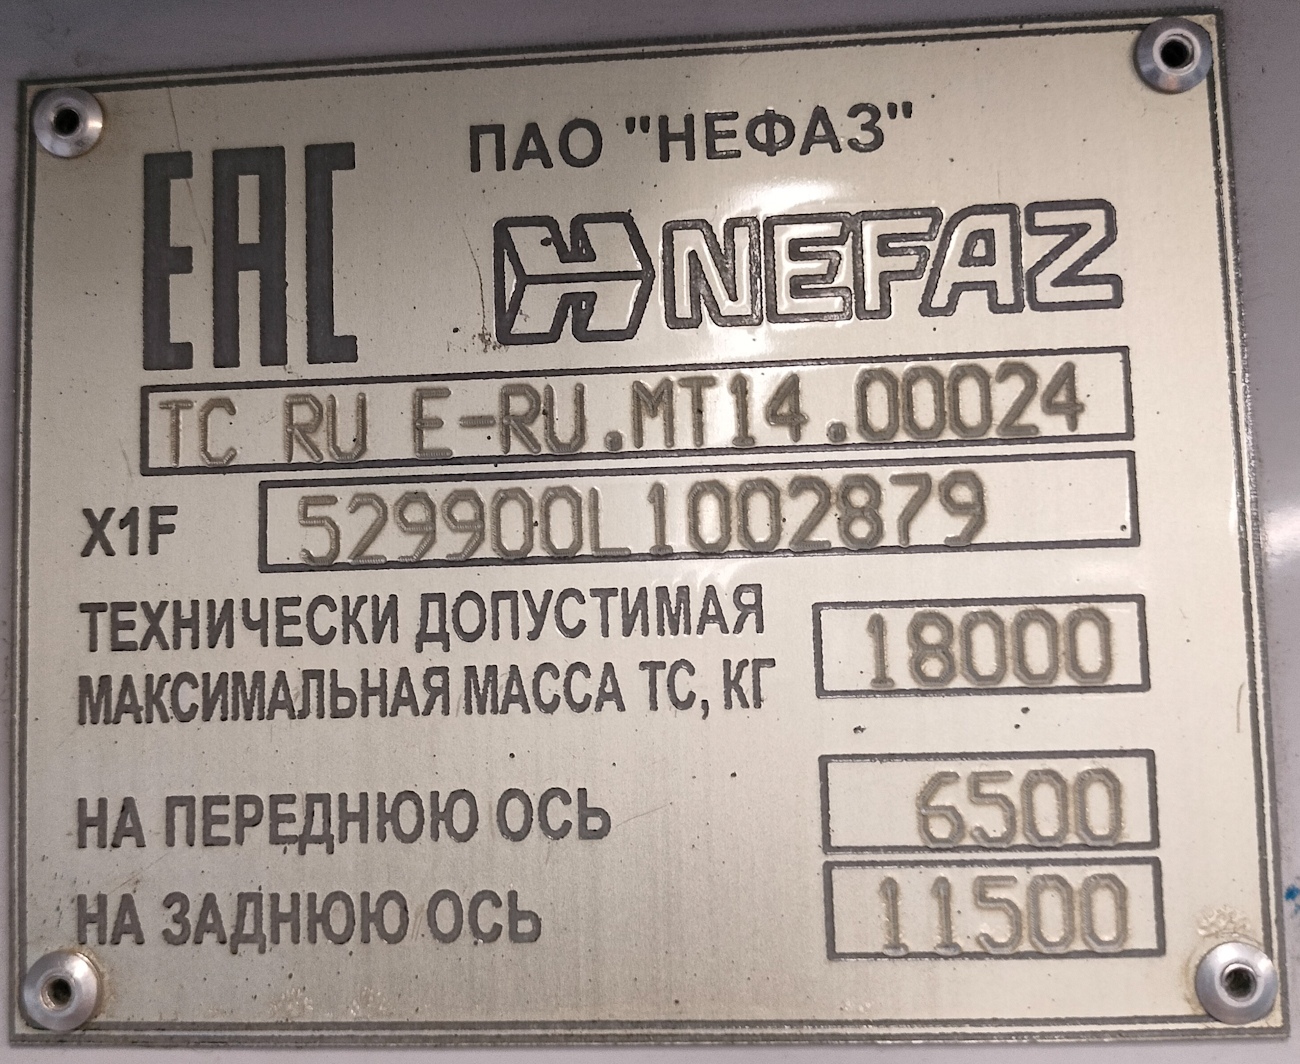 EAC
ПАО "НЕФАЗ"
NEFAZ
TC RU E-RU.MT14.00024
X1F 529900L1002879
ТЕХНИЧЕСКИ ДОПУСТИМАЯ
МАКСИМАЛЬНАЯ МАССА ТС, КГ 18000
НА ПЕРЕДНЮЮ ОСЬ 6500
НА ЗАДНЮЮ ОСЬ 11500